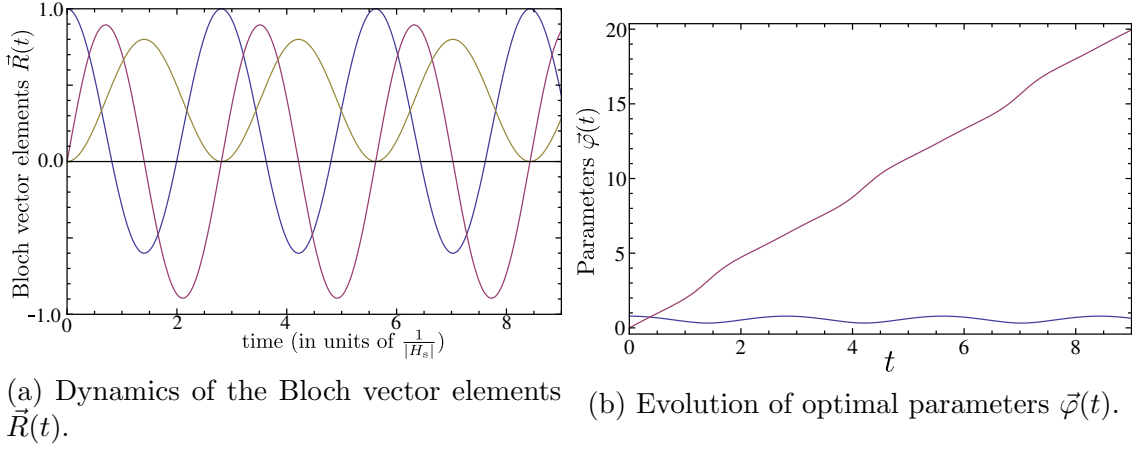 1.0
0.0
-1.0
Bloch vector elements $\vec{R}(t)$
0 2 4 6 8
time (in units of $\frac{1}{|H_{\mathrm{s}}|}$)
(a) Dynamics of the Bloch vector elements
$\vec{R}(t)$.
20
15
10
5
0
Parameters $\vec{\varphi}(t)$
0 2 4 6 8
t
(b) Evolution of optimal parameters $\vec{\varphi}(t)$.